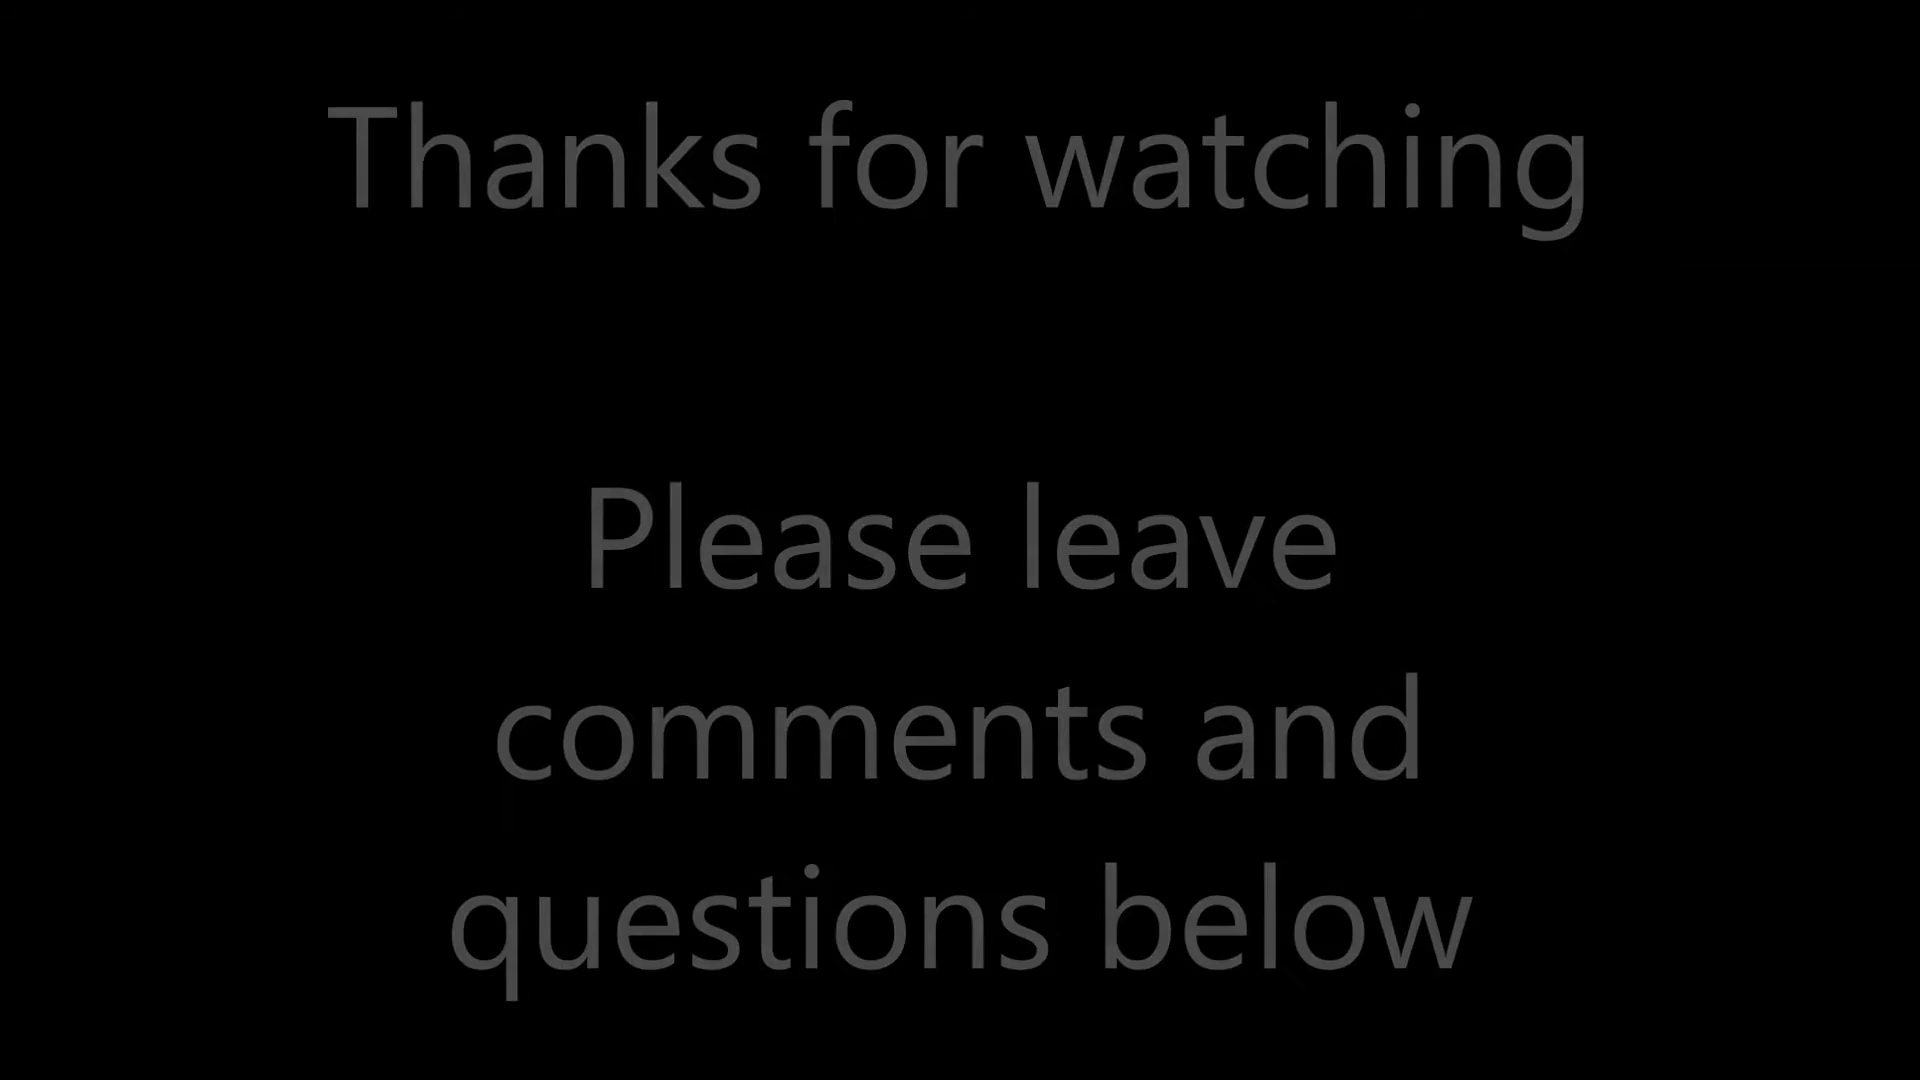 Thanks for watching
Please leave
comments and
questions below